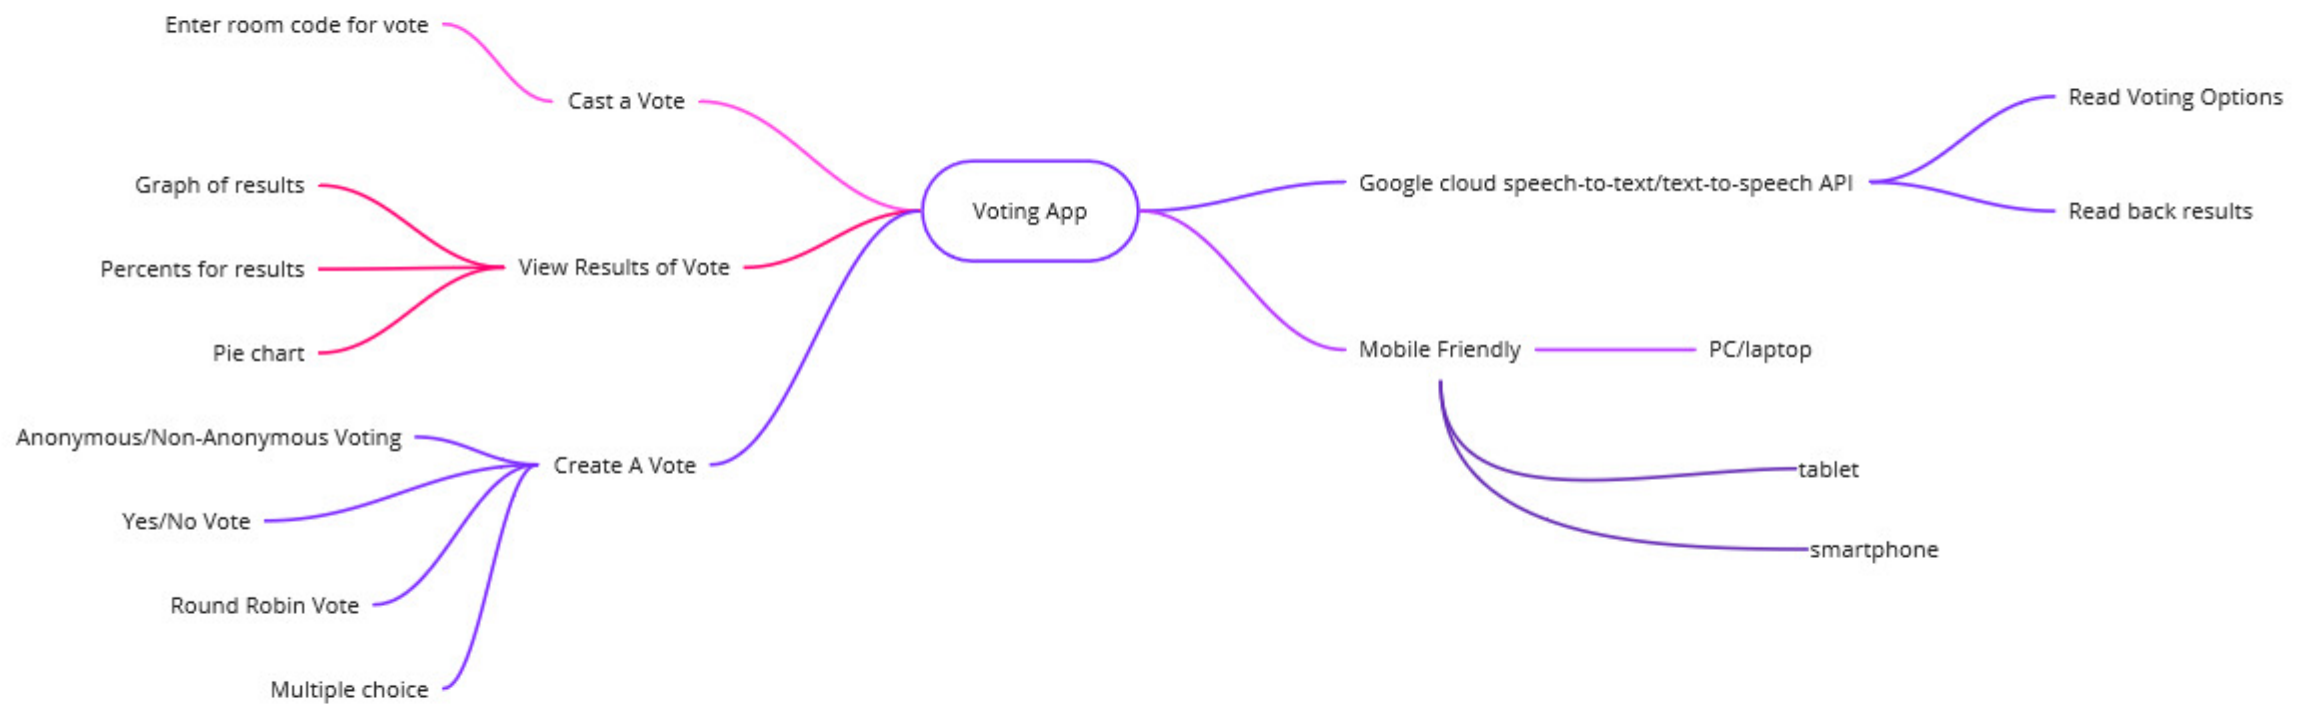 Enter room code for vote
Cast a Vote
Graph of results
Percents for results
View Results of Vote
Pie chart
Anonymous/Non-Anonymous Voting
Create A Vote
Yes/No Vote
Round Robin Vote
Multiple choice
Voting App
Google cloud speech-to-text/text-to-speech API
Read Voting Options
Read back results
Mobile Friendly
PC/laptop
tablet
smartphone